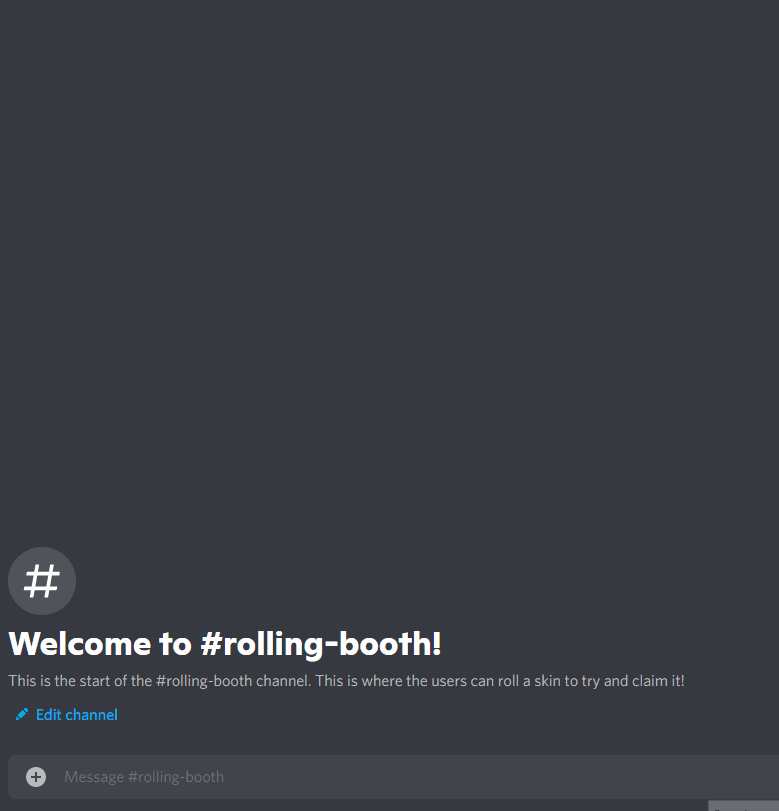 Welcome to #rolling-booth!
This is the start of the #rolling-booth channel. This is where the users can roll a skin to try and claim it!
Edit channel
Message #rolling-booth